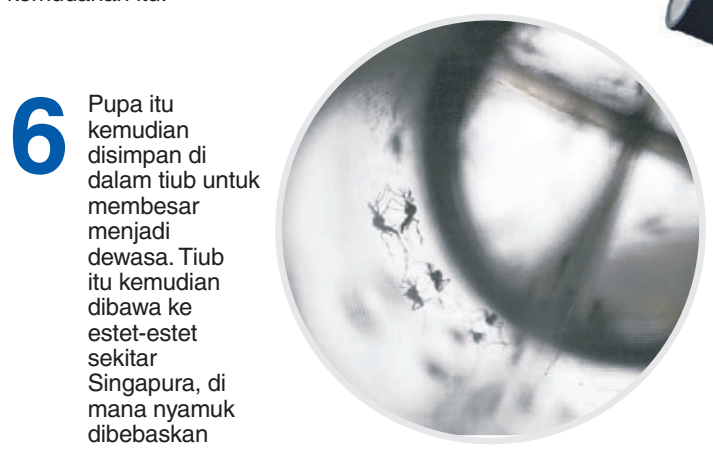 6
Pupa itu
kemudian
disimpan di
dalam tiub untuk
membesar
menjadi
dewasa. Tiub
itu kemudian
dibawa ke
estet-estet
sekitar
Singapura, di
mana nyamuk
dibebaskan